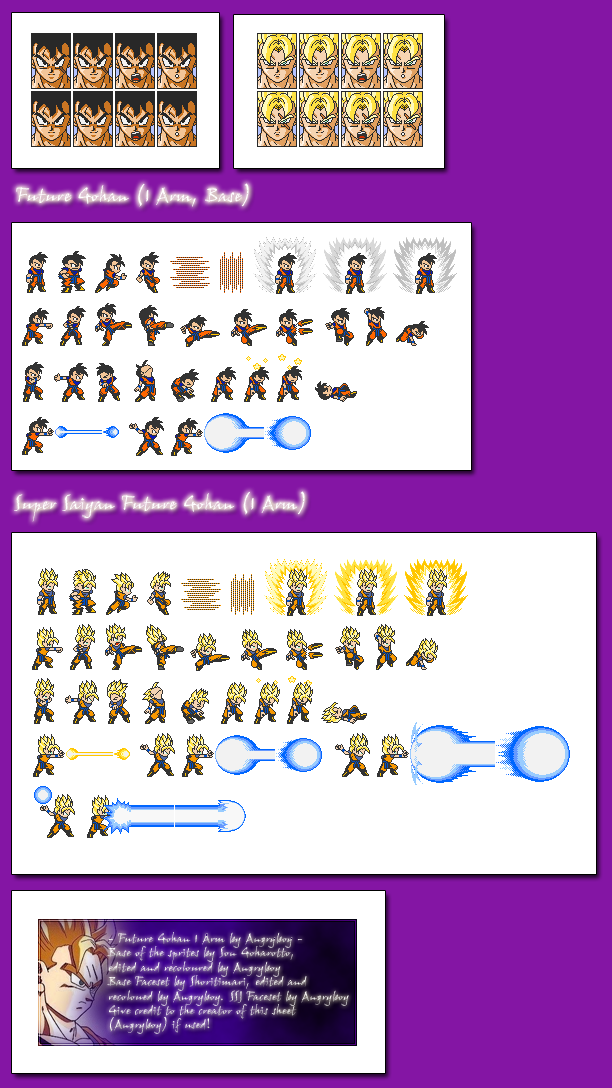 Future Gohan (1 Arm, Base)
Super Saiyan Future Gohan (1 Arm)
- Future Gohan 1 Arm by Angryboy -
Base of the sprites by Son Goharotto,
edited and recoloured by Angryboy
Base Faceset by Shoritimari, edited and
recoloured by Angryboy. SSJ Faceset by Angryboy
Give credit to the creator of this sheet
(Angryboy) if used!